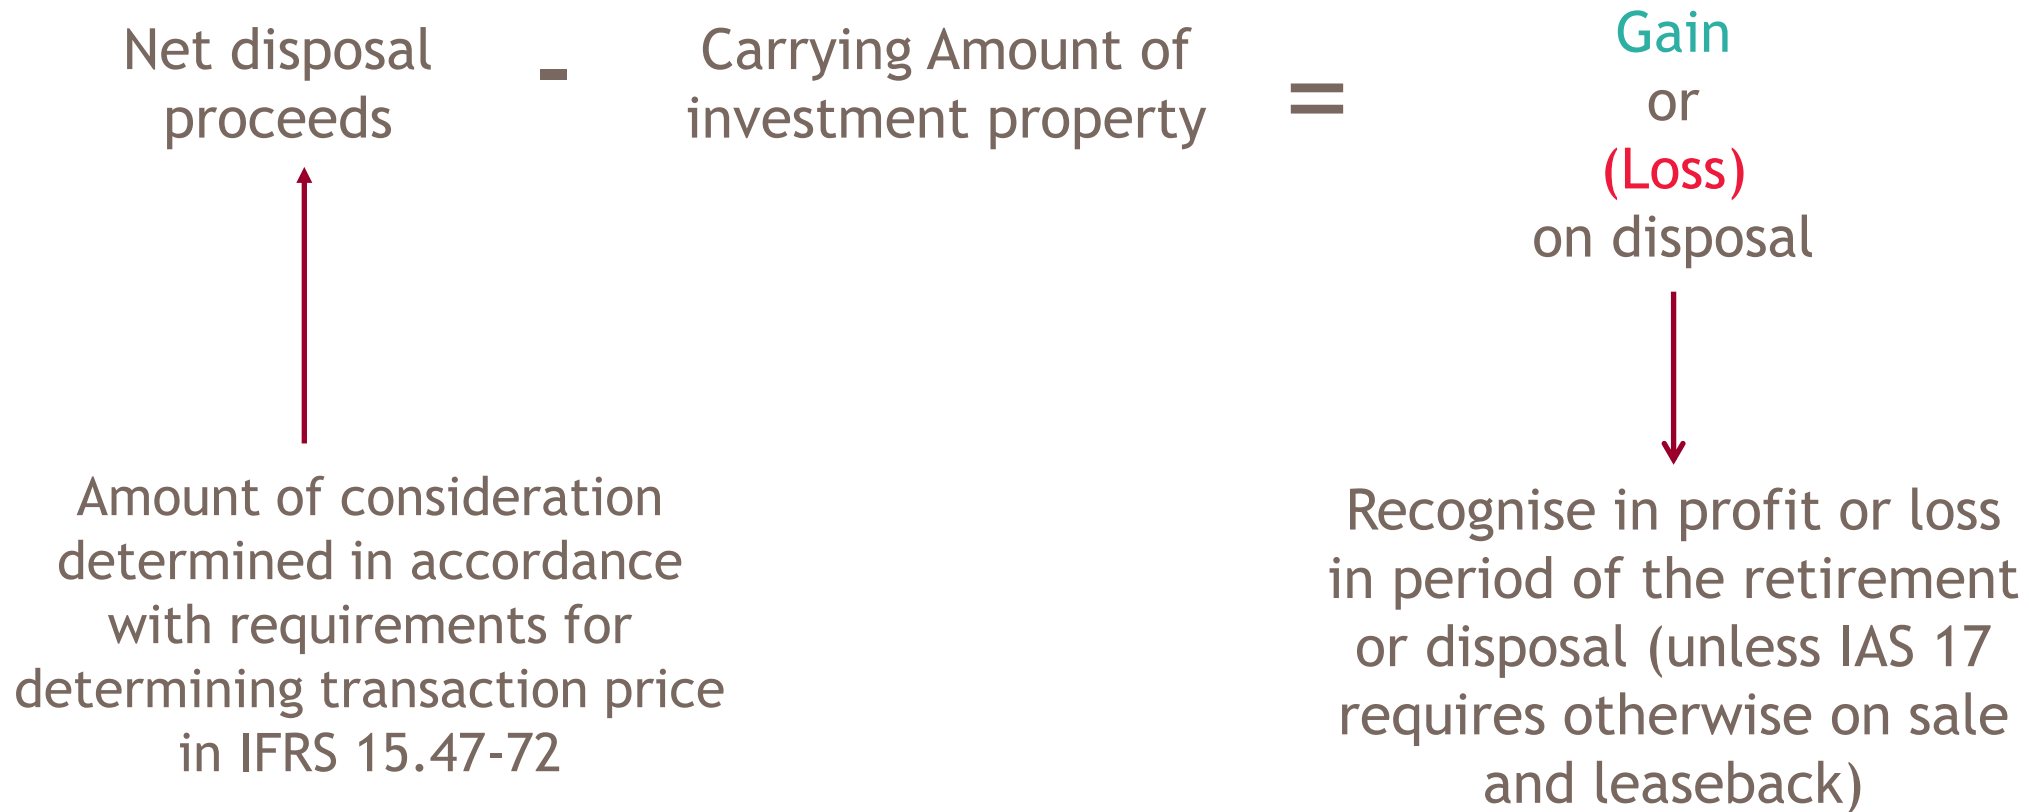 Net disposal
proceeds
-
Carrying Amount of
investment property
=
Gain
or
(Loss)
on disposal
Amount of consideration
determined in accordance
with requirements for
determining transaction price
in IFRS 15.47-72
Recognise in profit or loss
in period of the retirement
or disposal (unless IAS 17
requires otherwise on sale
and leaseback)